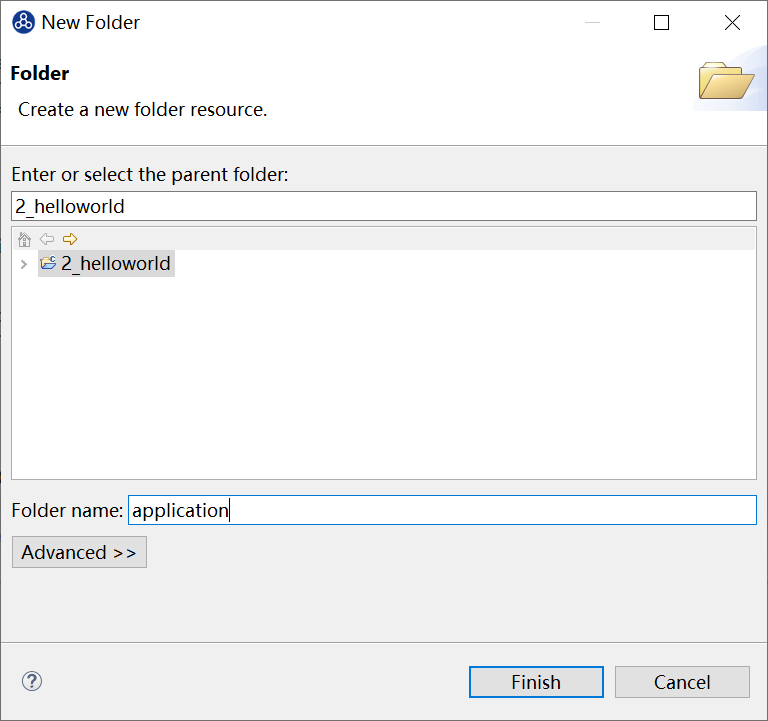 New Folder
Folder
Create a new folder resource.
Enter or select the parent folder:
2_helloworld
2_helloworld
Folder name: application
Advanced >>
?
Finish Cancel